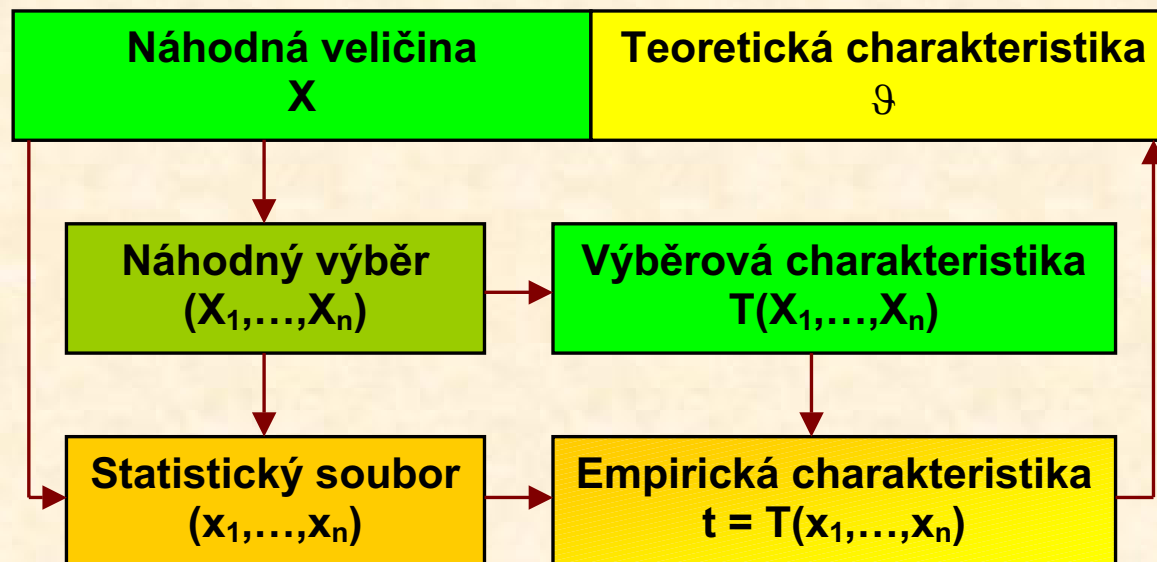 Náhodná veličina
X
Teoretická charakteristika
ϑ
Náhodný výběr
(X₁,…,Xₙ)
Výběrová charakteristika
T(X₁,…,Xₙ)
Statistický soubor
(x₁,…,xₙ)
Empirická charakteristika
t = T(x₁,…,xₙ)